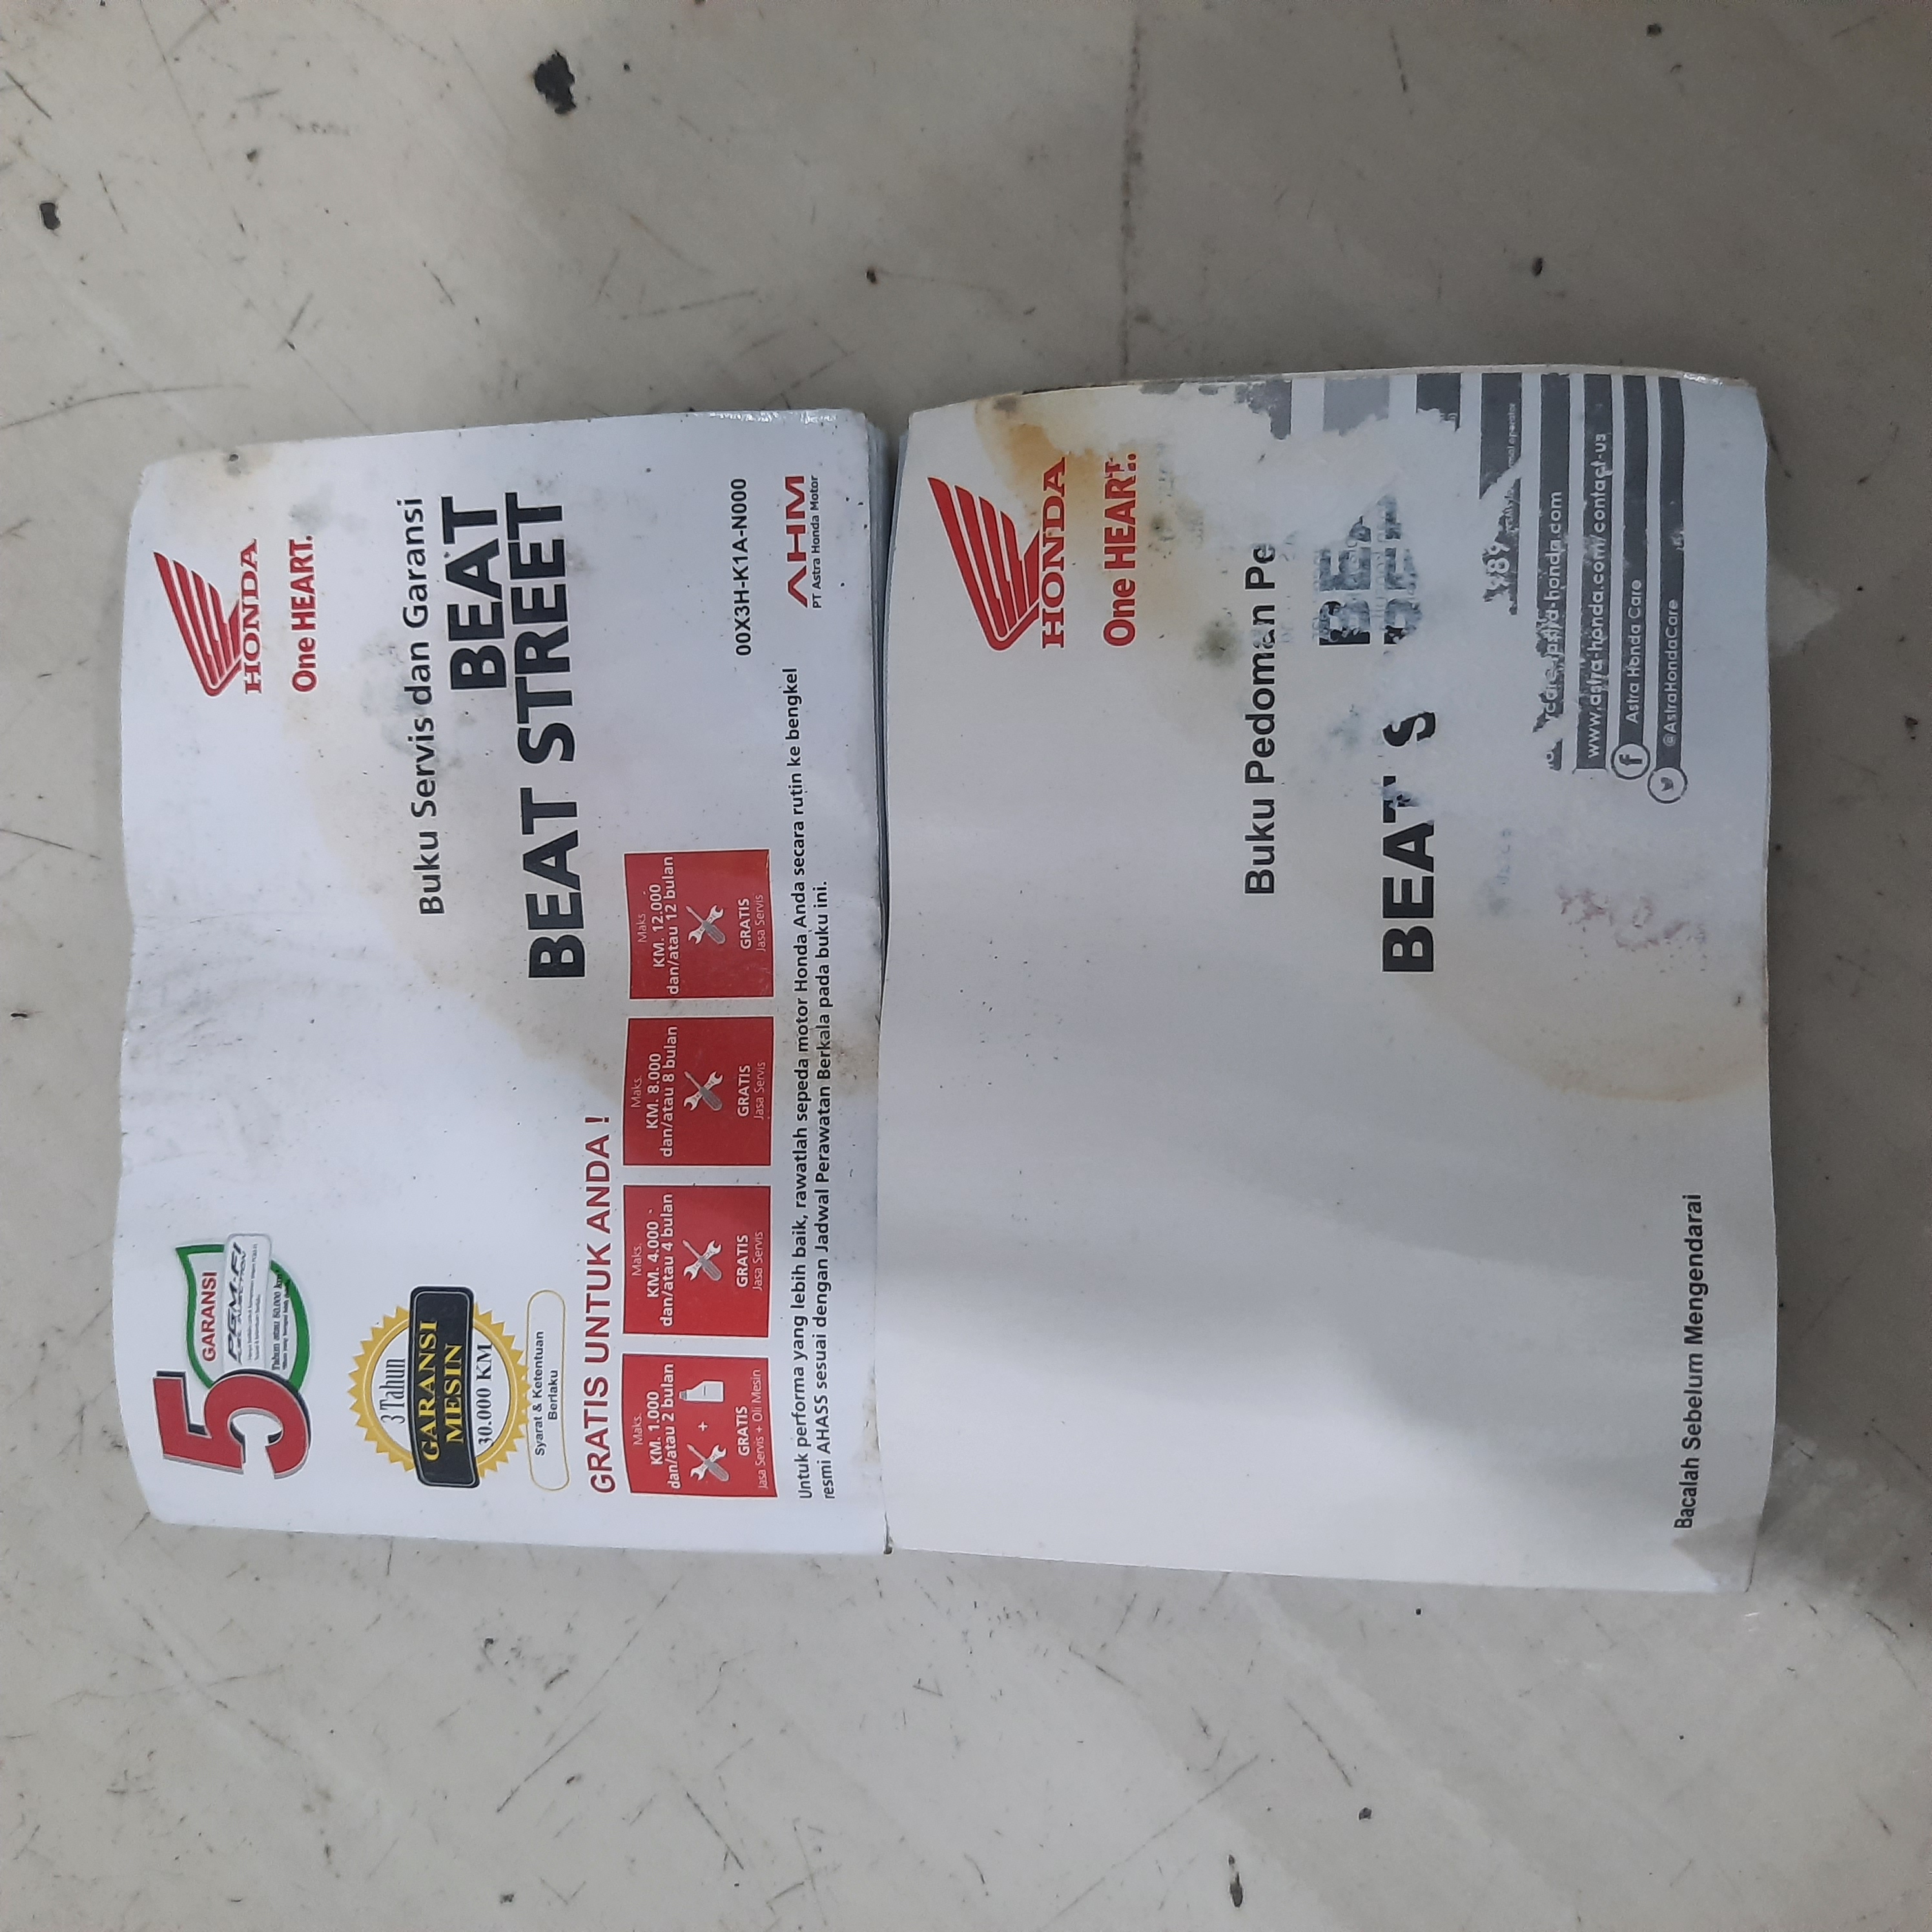 5
GARANSI
PGM-FI
HONDA
One HEART.
3 Tahun
GARANSI
MESIN
30.000 KM
Syarat & Ketentuan
Berlaku
Buku Servis dan Garansi
BEAT
BEAT STREET
GRATIS UNTUK ANDA !
Maks.
KM. 1.000
dan/atau 2 bulan
+
GRATIS
Jasa Servis + Oli Mesin
Maks.
KM. 4.000
dan/atau 4 bulan
GRATIS
Jasa Servis
Maks.
KM. 8.000
dan/atau 8 bulan
GRATIS
Jasa Servis
Maks
KM. 12.000
dan/atau 12 bulan
GRATIS
Jasa Servis
00X3H-K1A-N000
Untuk performa yang lebih baik, rawatlah sepeda motor Honda Anda secara rutin ke bengkel
resmi AHASS sesuai dengan Jadwal Perawatan Berkala pada buku ini.
AHM
PT Astra Honda Motor
HONDA
One HEART.
Buku Pedoman Pe
BE
BEAT S
989
www.astra-honda.com/contact-us
Astra Honda Care
@AstraHondaCare
Bacalah Sebelum Mengendarai